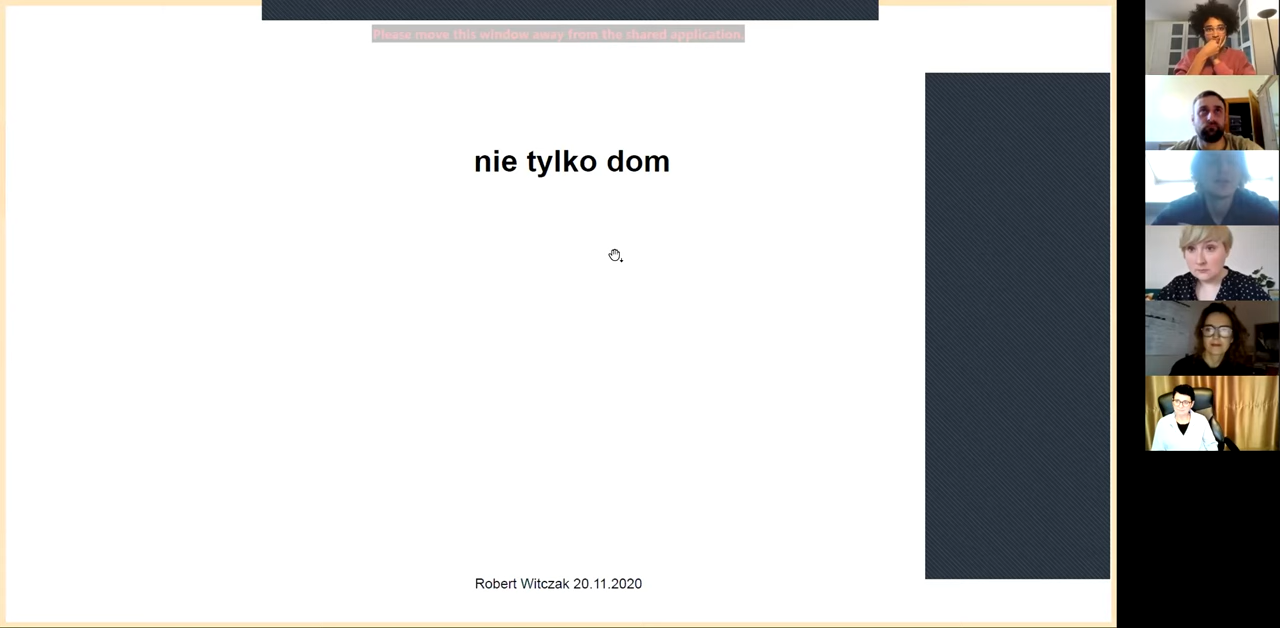 Please move this window away from the shared application.
nie tylko dom
Robert Witczak 20.11.2020